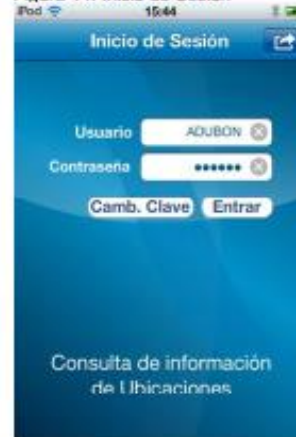 iPod 15:44
Inicio de Sesión
Usuario ADUBON
Contraseña ••••••
Camb. Clave Entrar
Consulta de información
de Ubicaciones